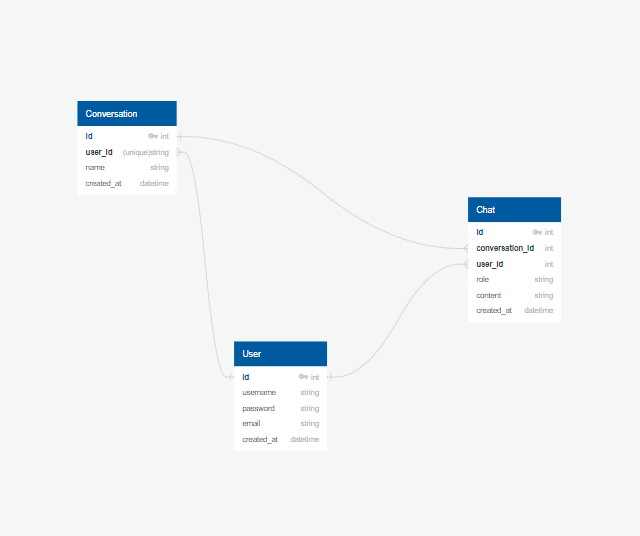 Conversation
id int
user_id (unique)string
name string
created_at datetime
Chat
id int
conversation_id int
user_id int
role string
content string
created_at datetime
User
id int
username string
password string
email string
created_at datetime